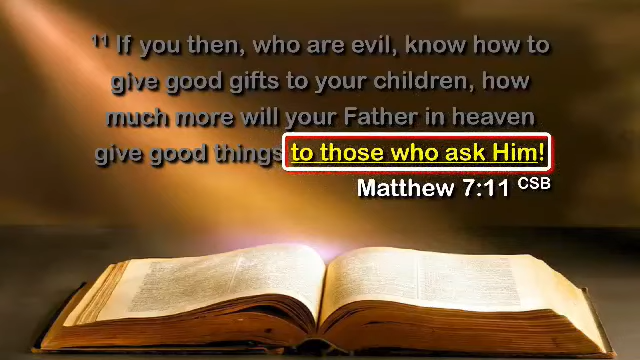 ¹¹ If you then, who are evil, know how to
give good gifts to your children, how
much more will your Father in heaven
give good things to those who ask Him!
Matthew 7:11 CSB